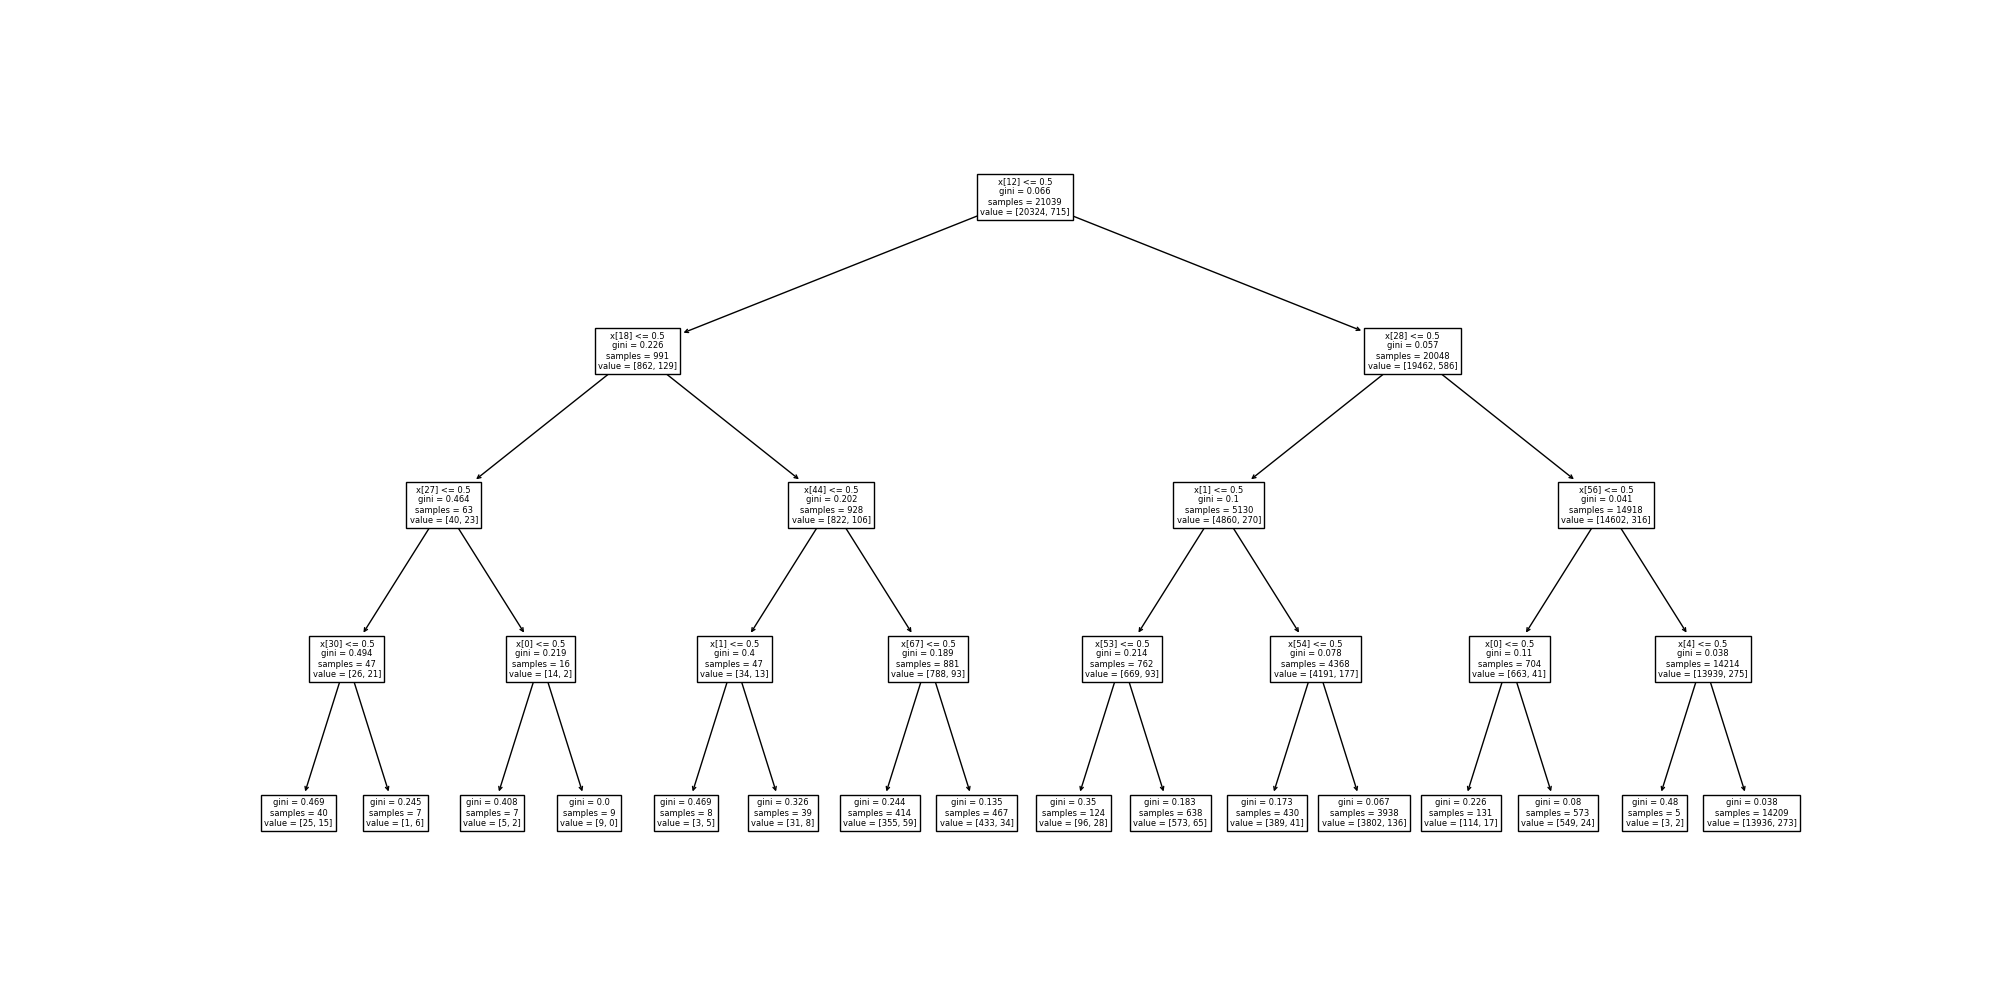 x[12] <= 0.5
gini = 0.066
samples = 21039
value = [20324, 715]
x[18] <= 0.5
gini = 0.226
samples = 991
value = [862, 129]
x[28] <= 0.5
gini = 0.057
samples = 20048
value = [19462, 586]
x[27] <= 0.5
gini = 0.464
samples = 63
value = [40, 23]
x[44] <= 0.5
gini = 0.202
samples = 928
value = [822, 106]
x[1] <= 0.5
gini = 0.1
samples = 5130
value = [4860, 270]
x[56] <= 0.5
gini = 0.041
samples = 14918
value = [14602, 316]
x[30] <= 0.5
gini = 0.494
samples = 47
value = [26, 21]
x[0] <= 0.5
gini = 0.219
samples = 16
value = [14, 2]
x[1] <= 0.5
gini = 0.4
samples = 47
value = [34, 13]
x[67] <= 0.5
gini = 0.189
samples = 881
value = [788, 93]
x[53] <= 0.5
gini = 0.214
samples = 762
value = [669, 93]
x[54] <= 0.5
gini = 0.078
samples = 4368
value = [4191, 177]
x[0] <= 0.5
gini = 0.11
samples = 704
value = [663, 41]
x[4] <= 0.5
gini = 0.038
samples = 14214
value = [13939, 275]
gini = 0.469
samples = 40
value = [25, 15]
gini = 0.245
samples = 7
value = [1, 6]
gini = 0.408
samples = 7
value = [5, 2]
gini = 0.0
samples = 9
value = [9, 0]
gini = 0.469
samples = 8
value = [3, 5]
gini = 0.326
samples = 39
value = [31, 8]
gini = 0.244
samples = 414
value = [355, 59]
gini = 0.135
samples = 467
value = [433, 34]
gini = 0.35
samples = 124
value = [96, 28]
gini = 0.183
samples = 638
value = [573, 65]
gini = 0.173
samples = 430
value = [389, 41]
gini = 0.067
samples = 3938
value = [3802, 136]
gini = 0.226
samples = 131
value = [114, 17]
gini = 0.08
samples = 573
value = [549, 24]
gini = 0.48
samples = 5
value = [3, 2]
gini = 0.038
samples = 14209
value = [13936, 273]